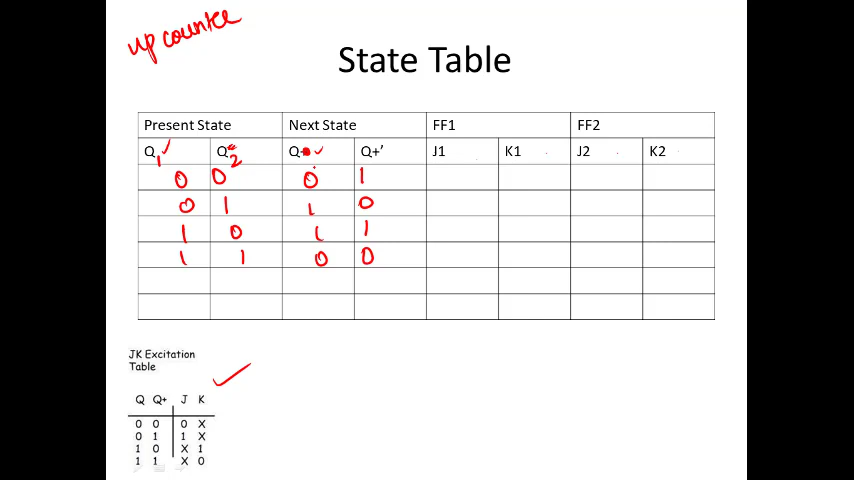 up counter
State Table
Present State Next State FF1 FF2
Q1 Q2 Q+ Q+’ J1 K1 J2 K2
0 0 0 1
0 1 1 0
1 0 1 1
1 1 0 0
JK Excitation
Table
Q Q+ J K
0 0 0 X
0 1 1 X
1 0 X 1
1 1 X 0